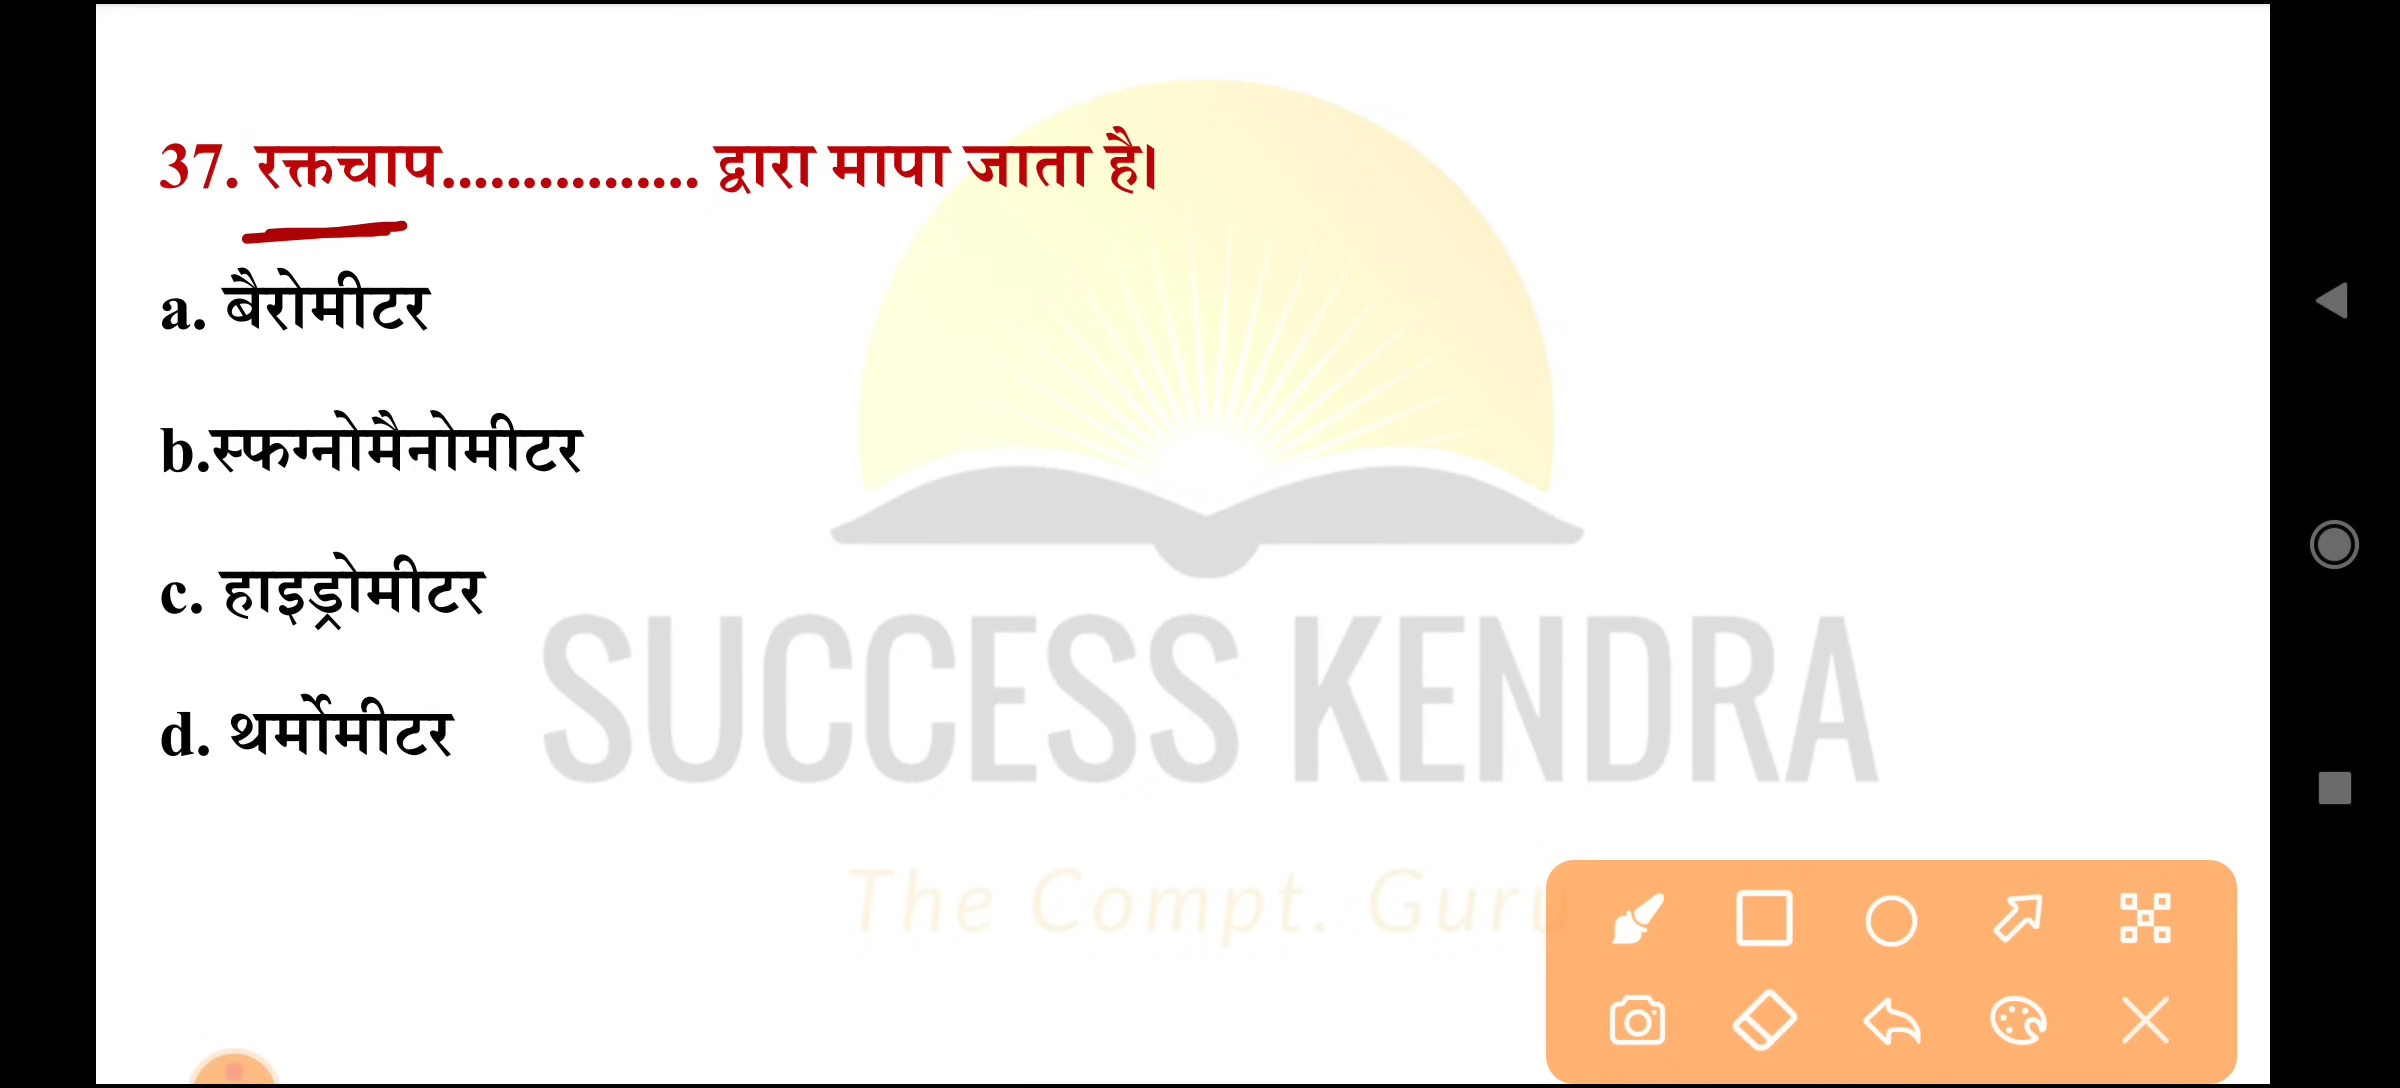 37. रक्तचाप................ द्वारा मापा जाता है।
a. बैरोमीटर
b.स्फग्नोमैनोमीटर
c. हाइड्रोमीटर
d. थर्मोमीटर
SUCCESS KENDRA
The Compt. Guru